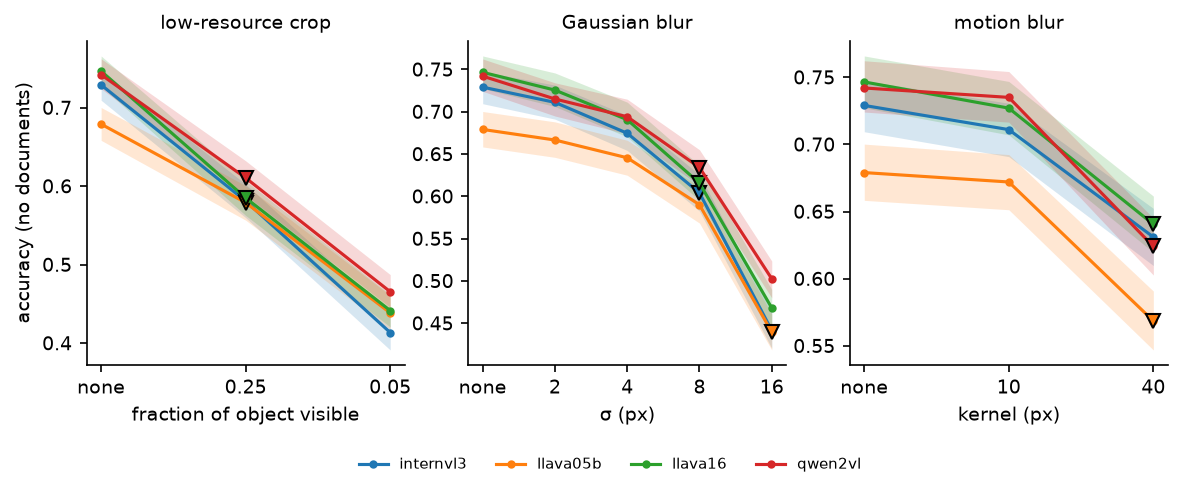 low-resource crop
Gaussian blur
motion blur
accuracy (no documents)
0.7
0.6
0.5
0.4
none
0.25
0.05
fraction of object visible
0.75
0.70
0.65
0.60
0.55
0.50
0.45
none
2
4
8
16
σ (px)
0.75
0.70
0.65
0.60
0.55
none
10
40
kernel (px)
internvl3
llava05b
llava16
qwen2vl